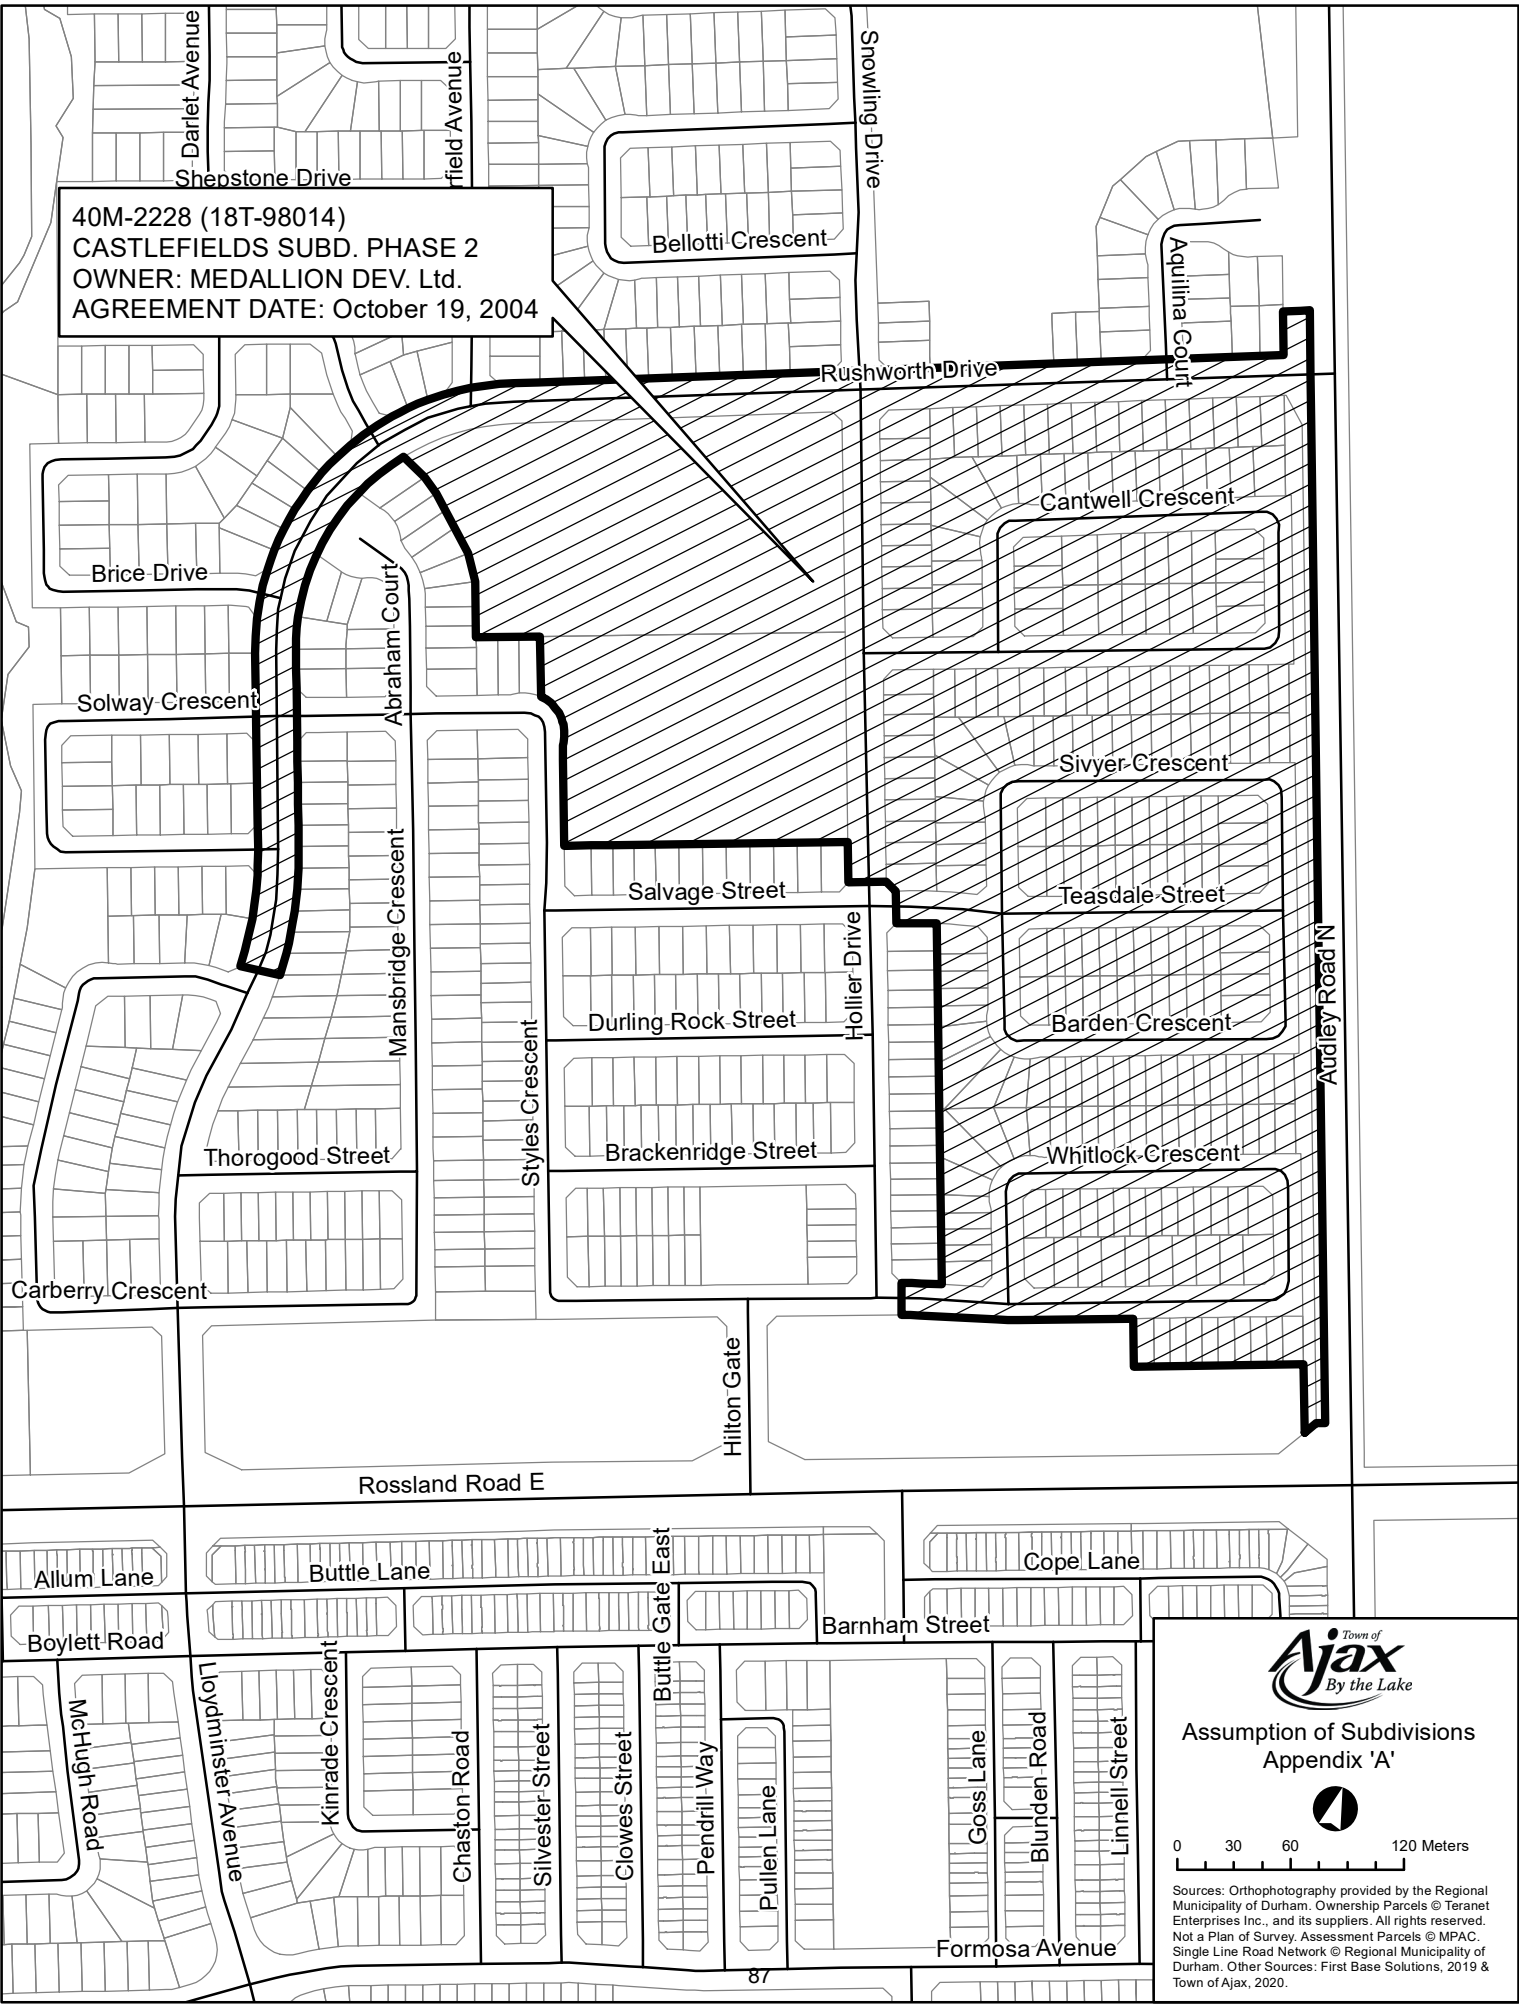 Darlet Avenue
rfield Avenue
Snowling Drive
Shepstone Drive
40M-2228 (18T-98014)
CASTLEFIELDS SUBD. PHASE 2
OWNER: MEDALLION DEV. Ltd.
AGREEMENT DATE: October 19, 2004
Bellotti Crescent
Aquilina Court
Rushworth Drive
Cantwell Crescent
Brice Drive
Abraham Court
Solway Crescent
Sivyer Crescent
Mansbridge Crescent
Salvage Street
Teasdale Street
Hollier Drive
Audley Road N
Durling Rock Street
Barden Crescent
Styles Crescent
Thorogood Street
Brackenridge Street
Whitlock Crescent
Carberry Crescent
Hilton Gate
Rossland Road E
Allum Lane
Buttle Lane
Buttle Gate East
Cope Lane
Boylett Road
Barnham Street
McHugh Road
Lloydminster Avenue
Kinrade Crescent
Chaston Road
Silvester Street
Clowes Street
Pendrill Way
Pullen Lane
Goss Lane
Blunden Road
Linnell Street
Formosa Avenue
87
Town of
Ajax
By the Lake
Assumption of Subdivisions
Appendix 'A'
0 30 60 120 Meters
Sources: Orthophotography provided by the Regional
Municipality of Durham. Ownership Parcels © Teranet
Enterprises Inc., and its suppliers. All rights reserved.
Not a Plan of Survey. Assessment Parcels © MPAC.
Single Line Road Network © Regional Municipality of
Durham. Other Sources: First Base Solutions, 2019 &
Town of Ajax, 2020.